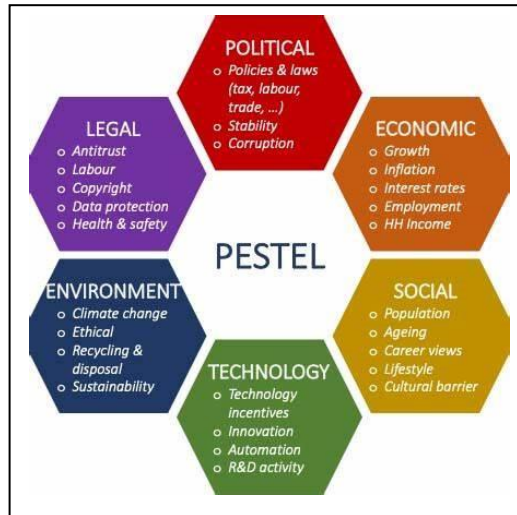 POLITICAL
o Policies & laws
(tax, labour,
trade, ...)
o Stability
o Corruption
LEGAL
o Antitrust
o Labour
o Copyright
o Data protection
o Health & safety
ECONOMIC
o Growth
o Inflation
o Interest rates
o Employment
o HH Income
PESTEL
ENVIRONMENT
o Climate change
o Ethical
o Recycling &
disposal
o Sustainability
SOCIAL
o Population
o Ageing
o Career views
o Lifestyle
o Cultural barrier
TECHNOLOGY
o Technology
incentives
o Innovation
o Automation
o R&D activity